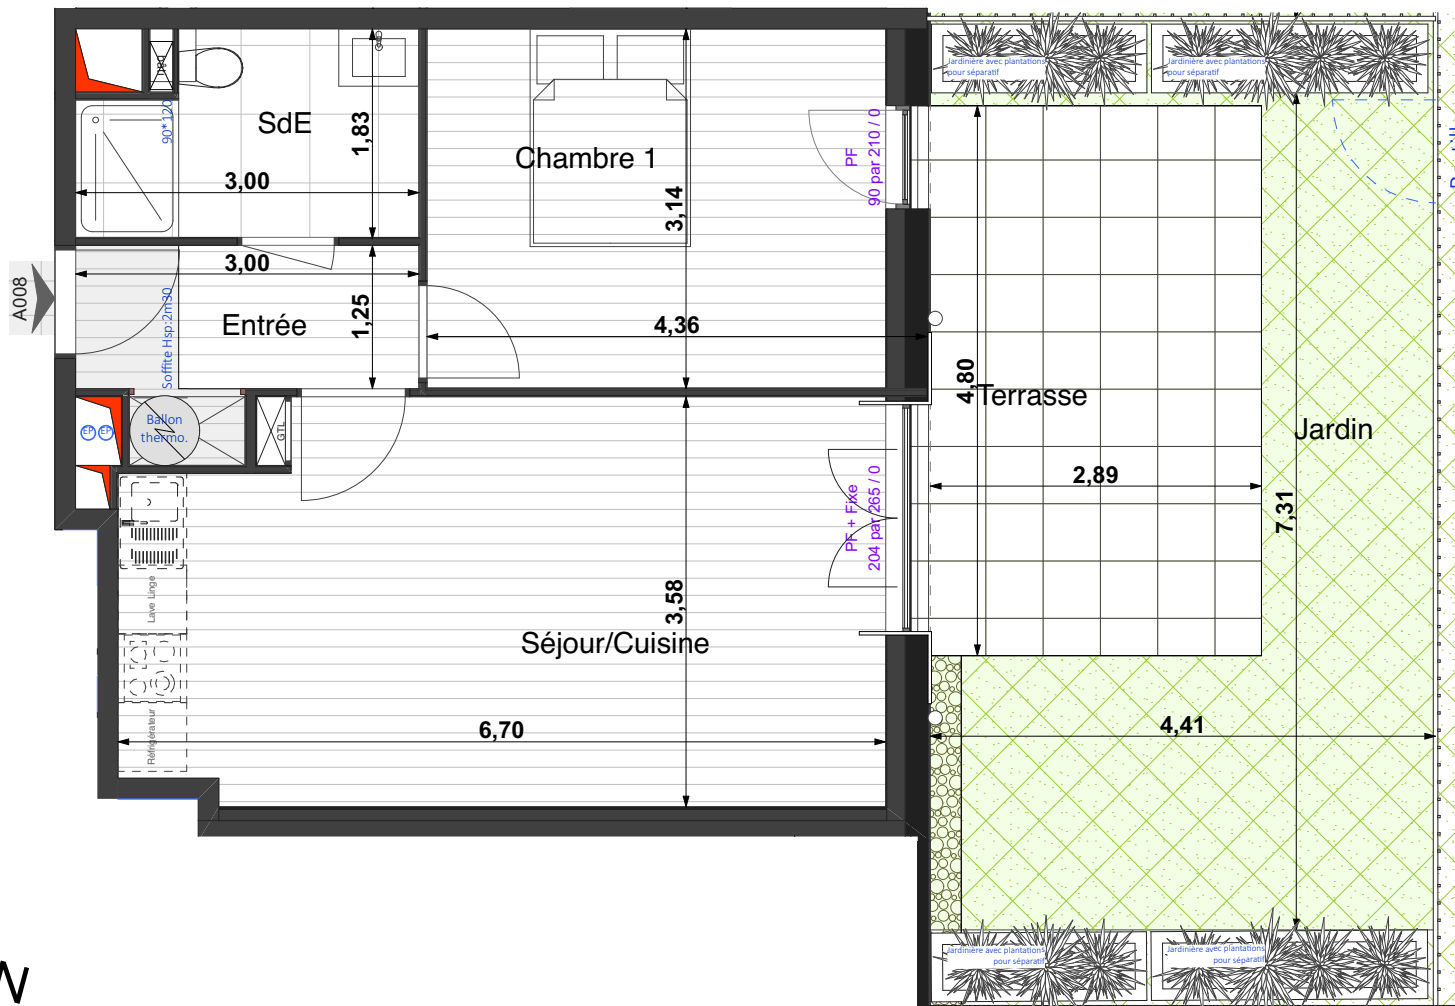 Jardinière avec plantations
pour séparatif
Jardinière avec plantations
pour séparatif
DBO
SdE
90*120
1,83
3,00
Chambre 1
3,14
PF
90 par 210 / 0
A008
3,00
Entrée
1,25
Soffite Hsp:2m30
4,36
4,80
Terrasse
Jardin
EP
EP
Ballon
thermo.
GTL
2,89
7,31
PF + Fixe
204 par 265 / 0
Lave Linge
3,58
Séjour/Cuisine
Réfrigérateur
6,70
4,41
Jardinière avec plantations
pour séparatif
Jardinière avec plantations
pour séparatif
N